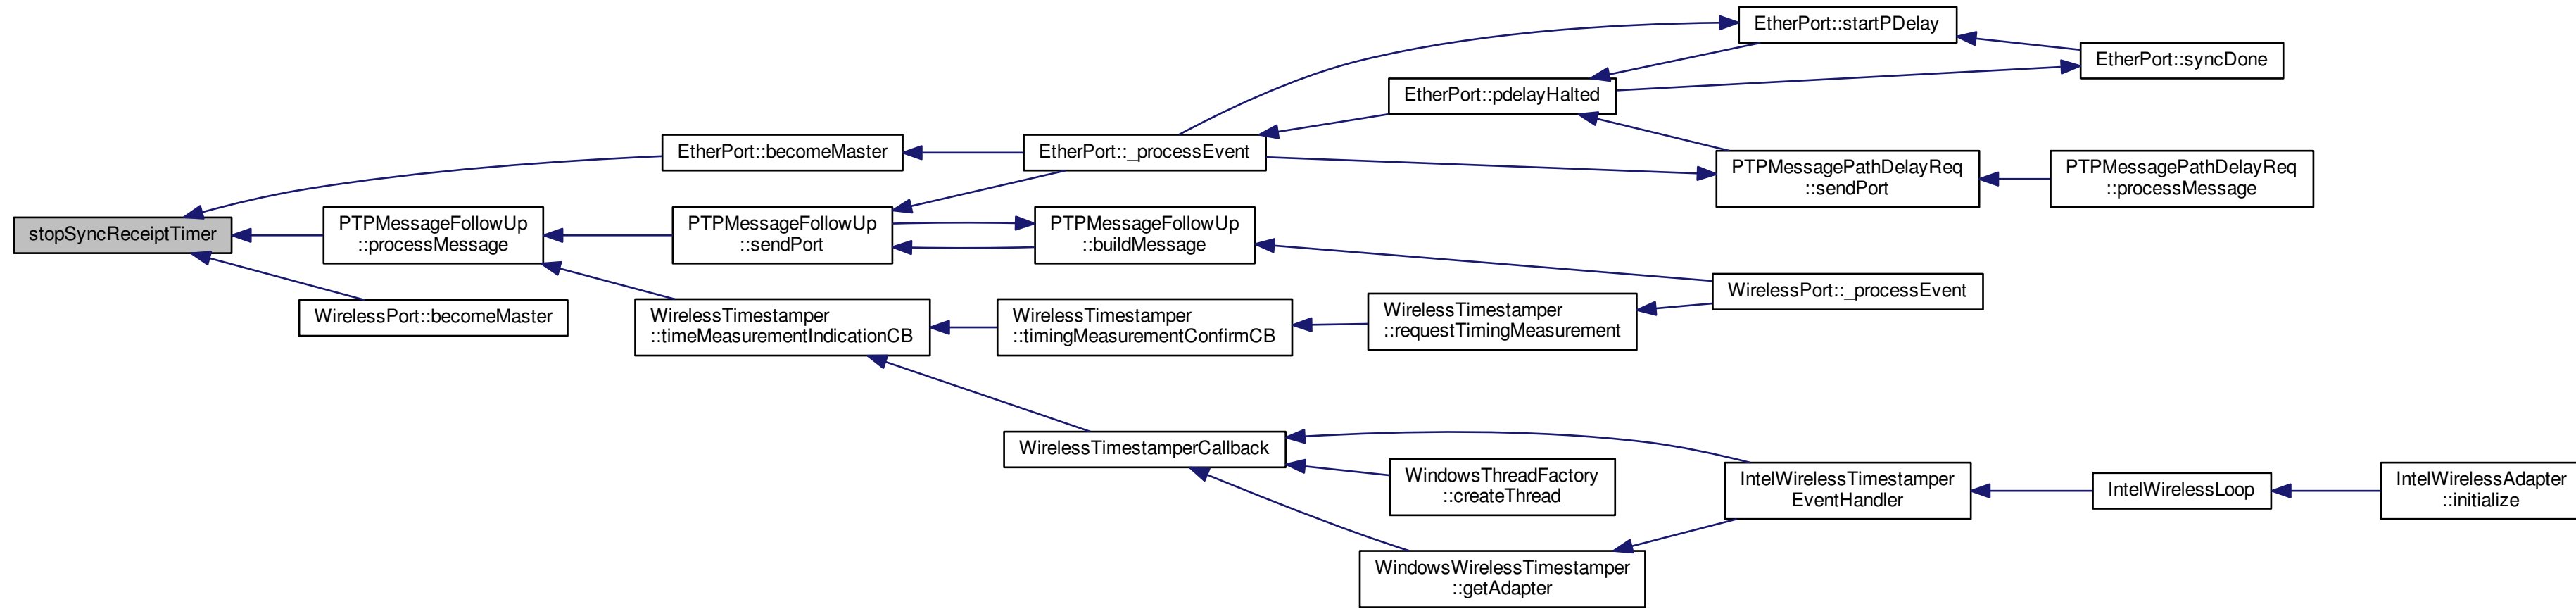 EtherPort::startPDelay
EtherPort::syncDone
EtherPort::pdelayHalted
EtherPort::becomeMaster
EtherPort::_processEvent
PTPMessagePathDelayReq
::sendPort
PTPMessagePathDelayReq
::processMessage
stopSyncReceiptTimer
PTPMessageFollowUp
::processMessage
PTPMessageFollowUp
::sendPort
PTPMessageFollowUp
::buildMessage
WirelessPort::_processEvent
WirelessPort::becomeMaster
WirelessTimestamper
::timeMeasurementIndicationCB
WirelessTimestamper
::timingMeasurementConfirmCB
WirelessTimestamper
::requestTimingMeasurement
WirelessTimestamperCallback
WindowsThreadFactory
::createThread
IntelWirelessTimestamper
EventHandler
IntelWirelessLoop
IntelWirelessAdapter
::initialize
WindowsWirelessTimestamper
::getAdapter